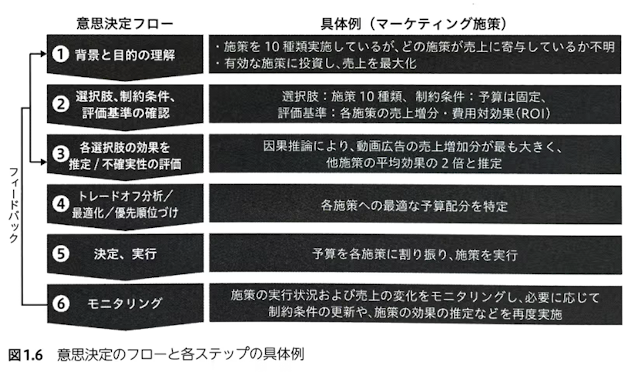 意思決定フロー
具体例（マーケティング施策）
1 背景と目的の理解
・施策を10種類実施しているが、どの施策が売上に寄与しているか不明
・有効な施策に投資し、売上を最大化
2 選択肢、制約条件、
評価基準の確認
選択肢：施策10種類、制約条件：予算は固定、
評価基準：各施策の売上増分・費用対効果（ROI）
3 各選択肢の効果を
推定/不確実性の評価
因果推論により、動画広告の売上増加分が最も大きく、
他施策の平均効果の2倍と推定
4 トレードオフ分析／
最適化／優先順位づけ
各施策への最適な予算配分を特定
5 決定、実行
予算を各施策に割り振り、施策を実行
6 モニタリング
施策の実行状況および売上の変化をモニタリングし、必要に応じて
制約条件の更新や、施策の効果の推定などを再度実施
フィードバック
図1.6 意思決定のフローと各ステップの具体例